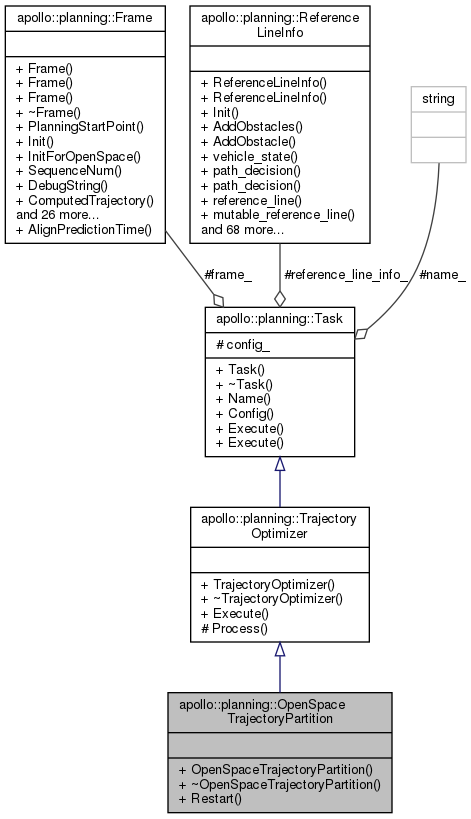 apollo::planning::Frame
+ Frame()
+ Frame()
+ Frame()
+ ~Frame()
+ PlanningStartPoint()
+ Init()
+ InitForOpenSpace()
+ SequenceNum()
+ DebugString()
+ ComputedTrajectory()
and 26 more...
+ AlignPredictionTime()
apollo::planning::Reference
LineInfo
+ ReferenceLineInfo()
+ ReferenceLineInfo()
+ Init()
+ AddObstacles()
+ AddObstacle()
+ vehicle_state()
+ path_decision()
+ path_decision()
+ reference_line()
+ mutable_reference_line()
and 68 more...
string
#frame_
#reference_line_info_
#name_
apollo::planning::Task
# config_
+ Task()
+ ~Task()
+ Name()
+ Config()
+ Execute()
+ Execute()
apollo::planning::Trajectory
Optimizer
+ TrajectoryOptimizer()
+ ~TrajectoryOptimizer()
+ Execute()
# Process()
apollo::planning::OpenSpace
TrajectoryPartition
+ OpenSpaceTrajectoryPartition()
+ ~OpenSpaceTrajectoryPartition()
+ Restart()